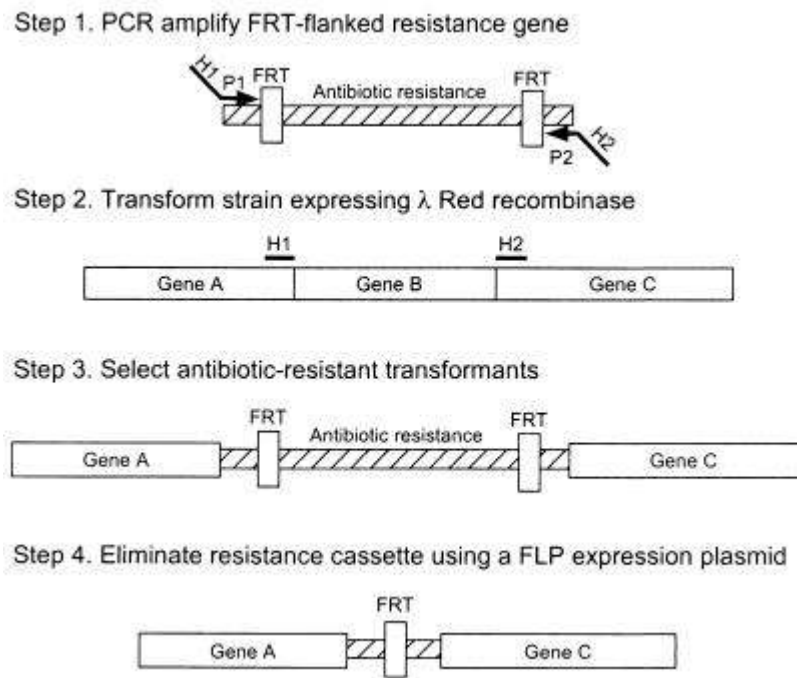 Step 1. PCR amplify FRT-flanked resistance gene
H1
P1
FRT
Antibiotic resistance
FRT
P2
H2
Step 2. Transform strain expressing λ Red recombinase
H1
H2
Gene A
Gene B
Gene C
Step 3. Select antibiotic-resistant transformants
FRT
Antibiotic resistance
FRT
Gene A
Gene C
Step 4. Eliminate resistance cassette using a FLP expression plasmid
FRT
Gene A
Gene C